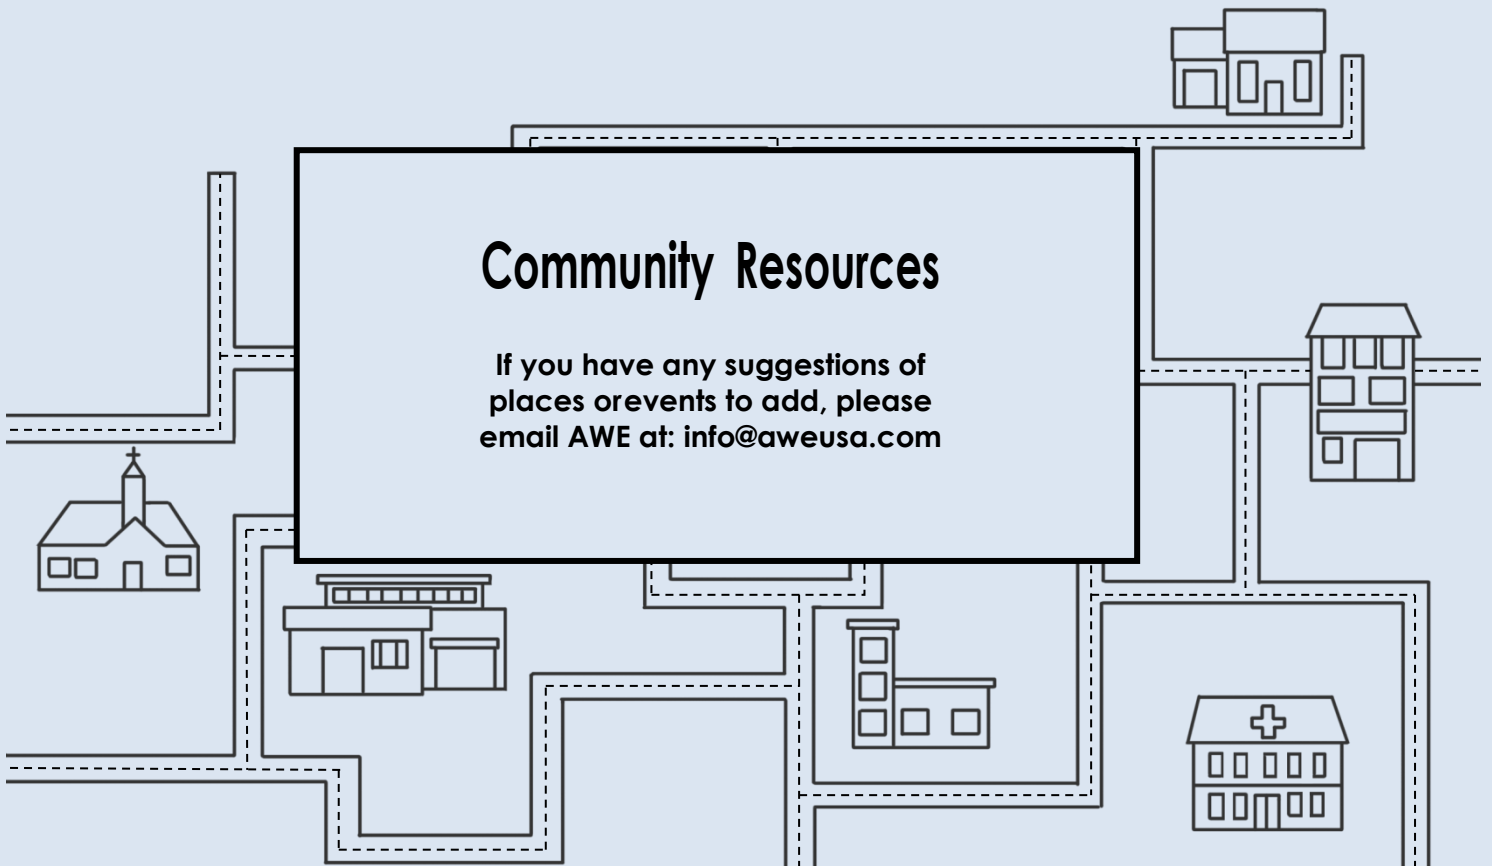 Community Resources
If you have any suggestions of
places orevents to add, please
email AWE at: info@aweusa.com